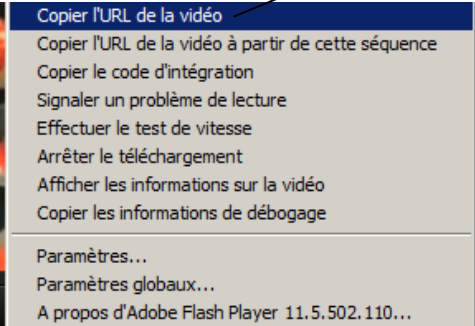 Copier l'URL de la vidéo
Copier l'URL de la vidéo à partir de cette séquence
Copier le code d'intégration
Signaler un problème de lecture
Effectuer le test de vitesse
Arrêter le téléchargement
Afficher les informations sur la vidéo
Copier les informations de débogage
Paramètres...
Paramètres globaux...
A propos d'Adobe Flash Player 11.5.502.110...